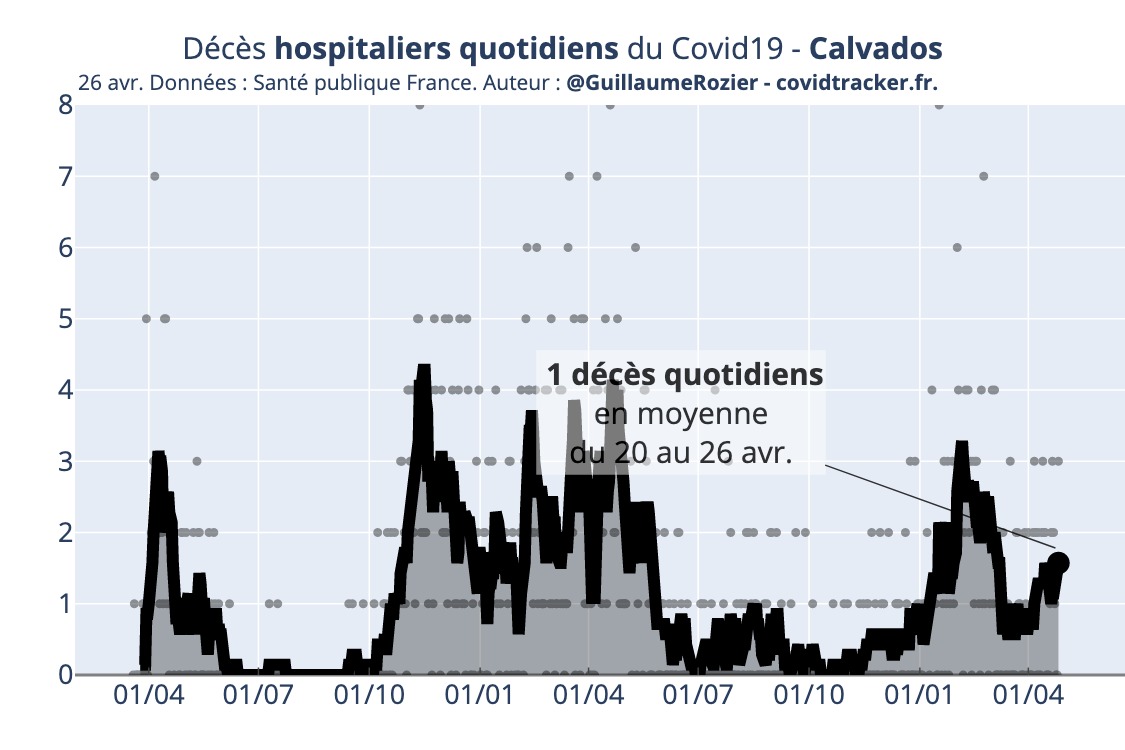 Décès hospitaliers quotidiens du Covid19 - Calvados
26 avr. Données : Santé publique France. Auteur : @GuillaumeRozier - covidtracker.fr.
8
7
6
5
4
3
2
1
0
1 décès quotidiens
en moyenne
du 20 au 26 avr.
01/04 01/07 01/10 01/01 01/04 01/07 01/10 01/01 01/04